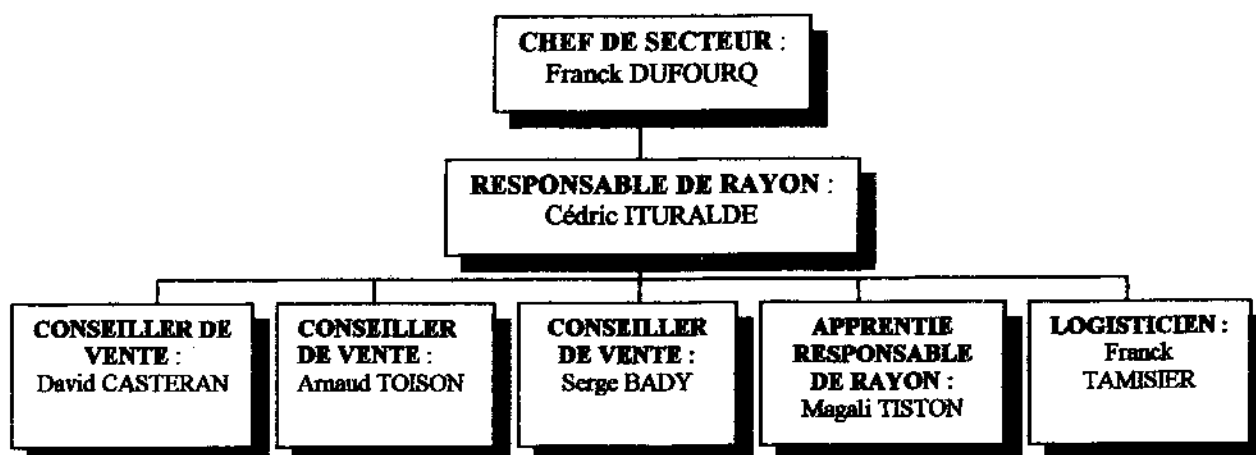 CHEF DE SECTEUR :
Franck DUFOURQ
RESPONSABLE DE RAYON :
Cédric ITURALDE
CONSEILLER DE
VENTE :
David CASTERAN
CONSEILLER
DE VENTE :
Arnaud TOISON
CONSEILLER
DE VENTE :
Serge BADY
APPRENTIE
RESPONSABLE
DE RAYON :
Magali TISTON
LOGISTICIEN :
Franck
TAMISIER